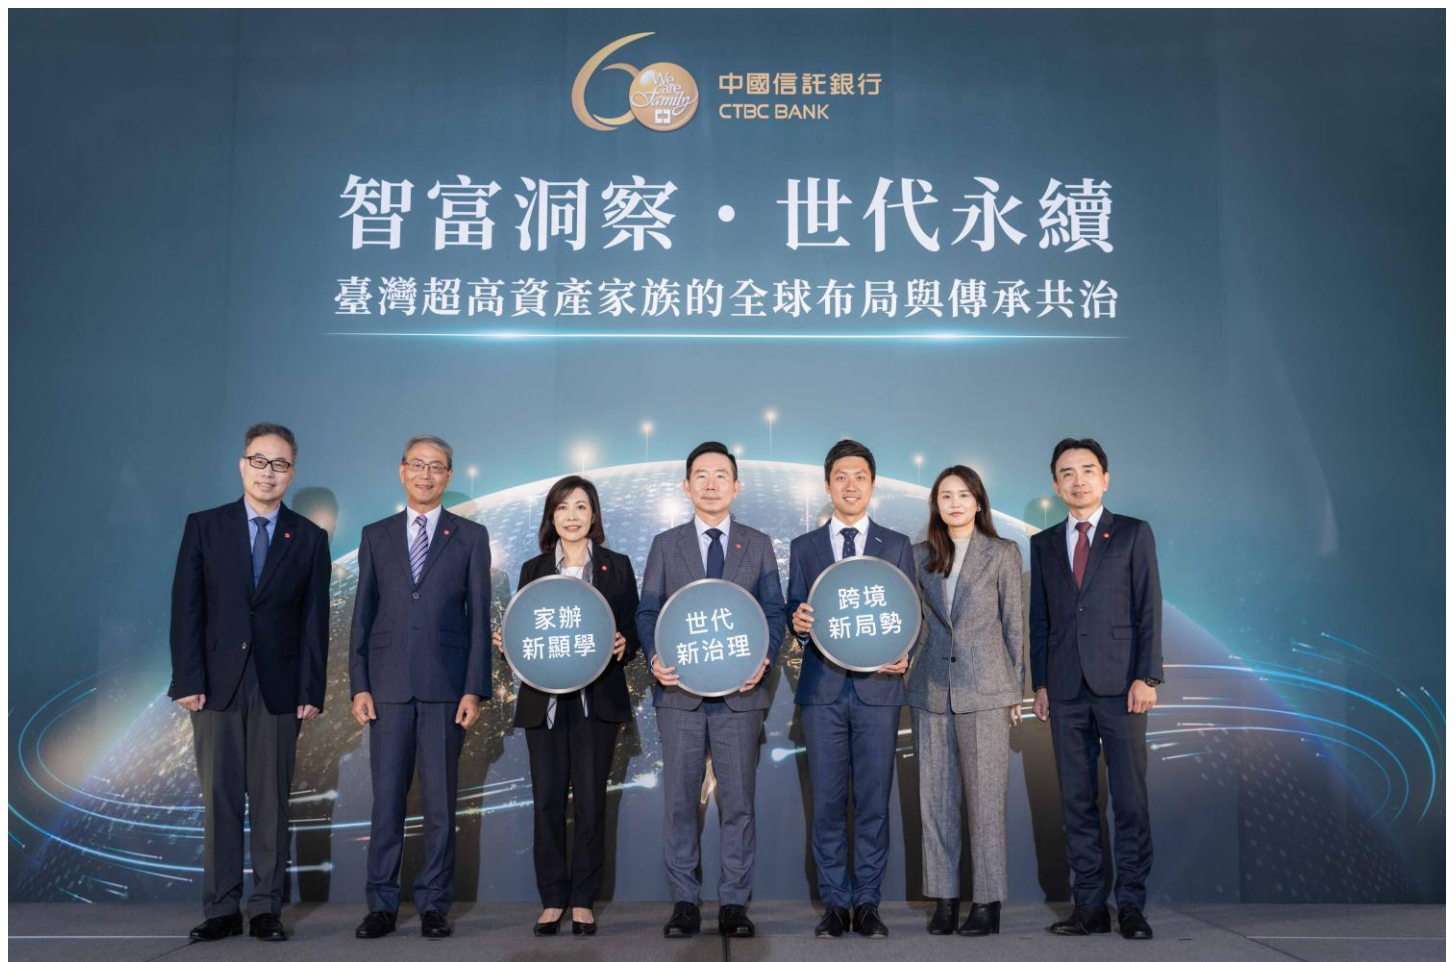 We
are
Family
中國信託銀行
CTBC BANK
智富洞察・世代永續
臺灣超高資產家族的全球布局與傳承共治
家辦
新顯學
世代
新治理
跨境
新局勢